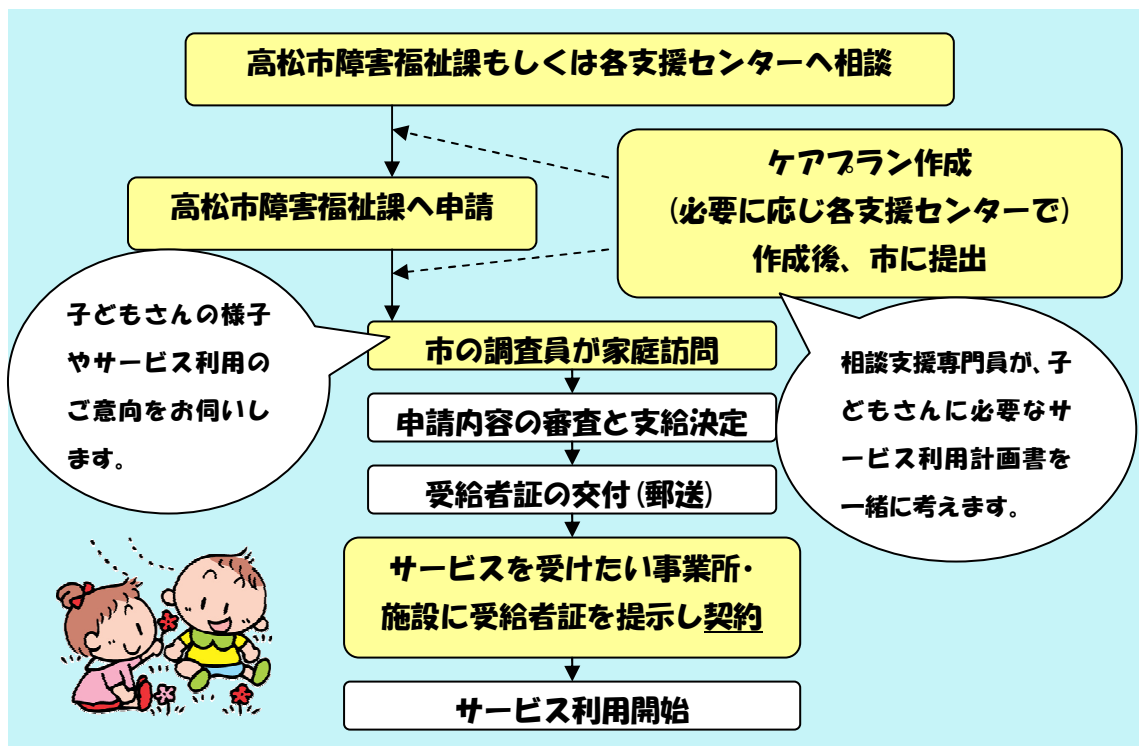 高松市障害福祉課もしくは各支援センターへ相談
ケアプラン作成
(必要に応じ各支援センターで)
作成後、市に提出
高松市障害福祉課へ申請
子どもさんの様子
やサービス利用の
ご意向をお伺いし
ます。
市の調査員が家庭訪問
相談支援専門員が、子
どもさんに必要なサ
ービス利用計画書を
一緒に考えます。
申請内容の審査と支給決定
受給者証の交付(郵送)
サービスを受けたい事業所・
施設に受給者証を提示し契約
サービス利用開始